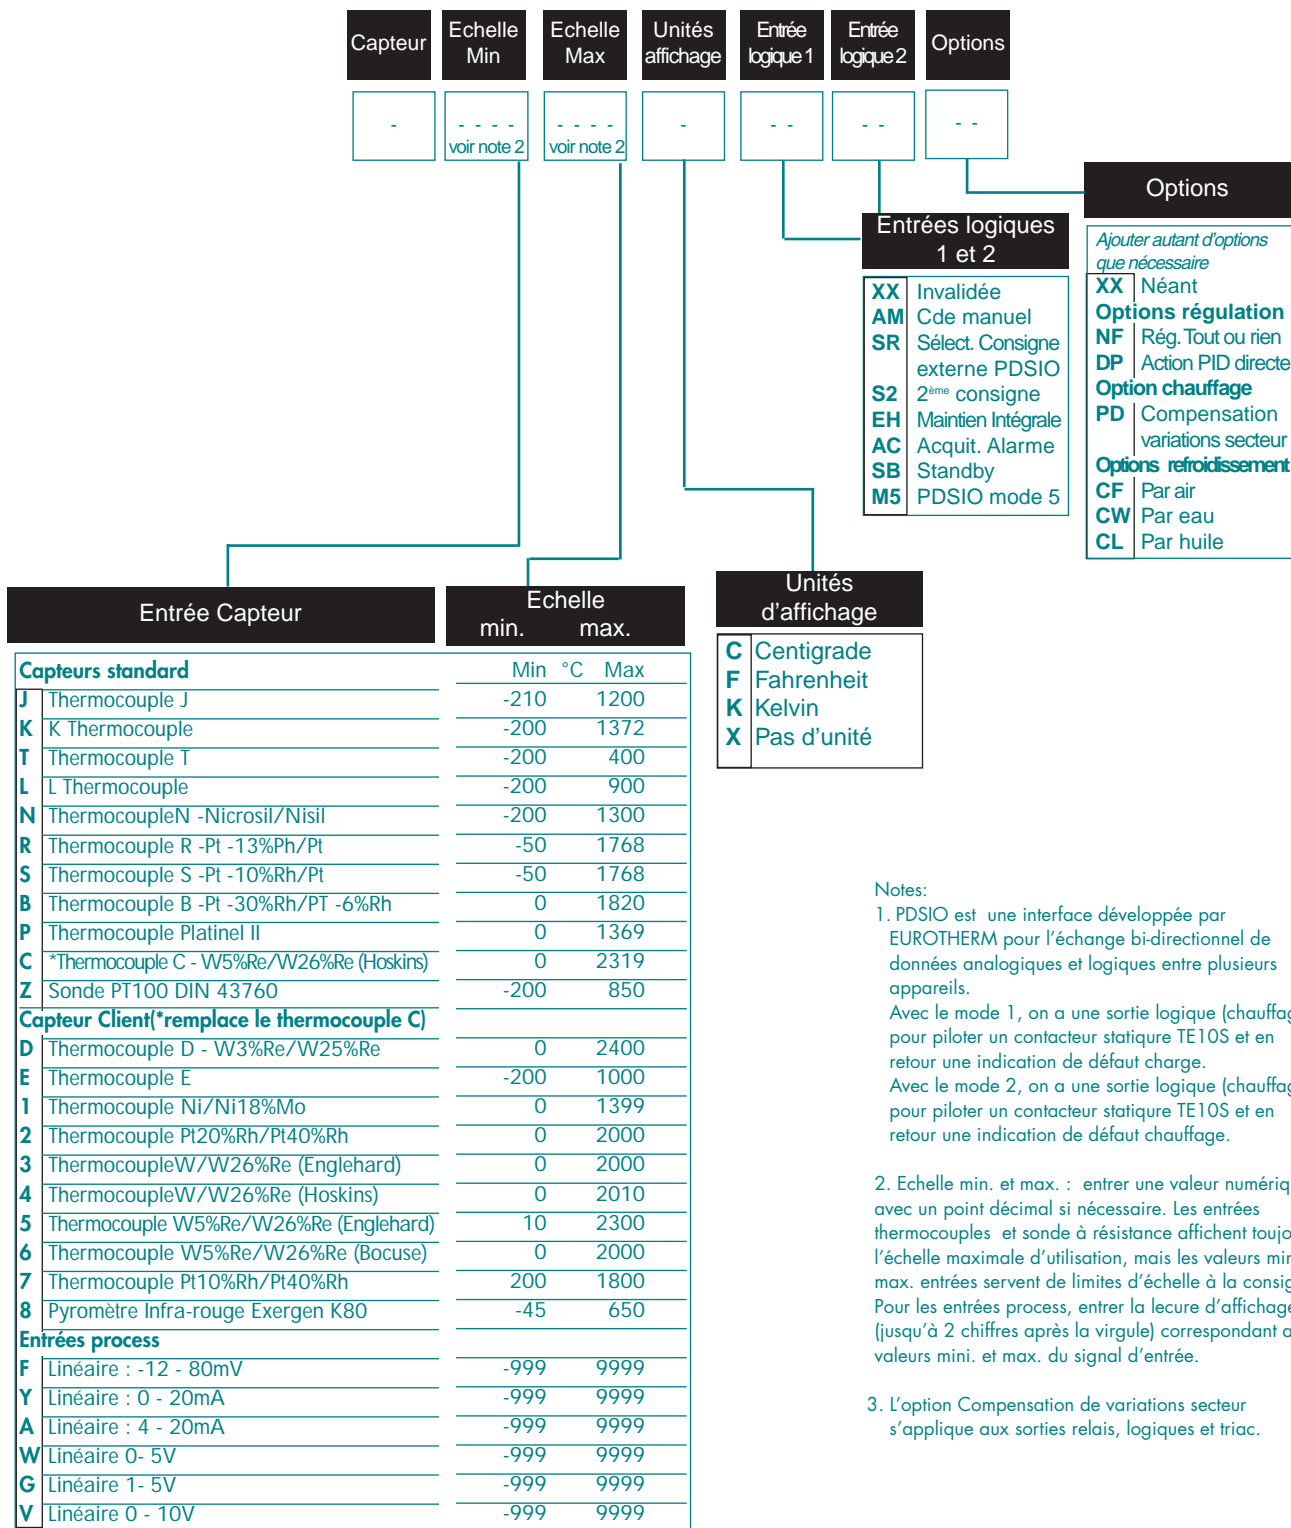 Capteur
Echelle Min
Echelle Max
Unités affichage
Entrée logique 1
Entrée logique 2
Options
-
- - - -
voir note 2
- - - -
voir note 2
-
- -
- -
- -
Options
Ajouter autant d'options
que nécessaire
XX Néant
Options régulation
NF Rég. Tout ou rien
DP Action PID directe
Option chauffage
PD Compensation
variations secteur
Options refroidissement
CF Par air
CW Par eau
CL Par huile
Entrées logiques
1 et 2
XX Invalidée
AM Cde manuel
SR Sélect. Consigne
externe PDSIO
S2 2ème consigne
EH Maintien Intégrale
AC Acquit. Alarme
SB Standby
M5 PDSIO mode 5
Unités
d'affichage
C Centigrade
F Fahrenheit
K Kelvin
X Pas d'unité
Entrée Capteur
Echelle
min. max.
Capteurs standard Min °C Max
J Thermocouple J -210 1200
K K Thermocouple -200 1372
T Thermocouple T -200 400
L L Thermocouple -200 900
N ThermocoupleN -Nicrosil/Nisil -200 1300
R Thermocouple R -Pt -13%Ph/Pt -50 1768
S Thermocouple S -Pt -10%Rh/Pt -50 1768
B Thermocouple B -Pt -30%Rh/PT -6%Rh 0 1820
P Thermocouple Platinel II 0 1369
C *Thermocouple C - W5%Re/W26%Re (Hoskins) 0 2319
Z Sonde PT100 DIN 43760 -200 850
Capteur Client(*remplace le thermocouple C)
D Thermocouple D - W3%Re/W25%Re 0 2400
E Thermocouple E -200 1000
1 Thermocouple Ni/Ni18%Mo 0 1399
2 Thermocouple Pt20%Rh/Pt40%Rh 0 2000
3 ThermocoupleW/W26%Re (Englehard) 0 2000
4 ThermocoupleW/W26%Re (Hoskins) 0 2010
5 Thermocouple W5%Re/W26%Re (Englehard) 10 2300
6 Thermocouple W5%Re/W26%Re (Bocuse) 0 2000
7 Thermocouple Pt10%Rh/Pt40%Rh 200 1800
8 Pyromètre Infra-rouge Exergen K80 -45 650
Entrées process
F Linéaire : -12 - 80mV -999 9999
Y Linéaire : 0 - 20mA -999 9999
A Linéaire : 4 - 20mA -999 9999
W Linéaire 0- 5V -999 9999
G Linéaire 1- 5V -999 9999
V Linéaire 0 - 10V -999 9999
Notes:
1. PDSIO est une interface développée par
EUROTHERM pour l'échange bi-directionnel de
données analogiques et logiques entre plusieurs
appareils.
Avec le mode 1, on a une sortie logique (chauffag
pour piloter un contacteur statiqure TE10S et en
retour une indication de défaut charge.
Avec le mode 2, on a une sortie logique (chauffag
pour piloter un contacteur statiqure TE10S et en
retour une indication de défaut chauffage.
2. Echelle min. et max. : entrer une valeur numériq
avec un point décimal si nécessaire. Les entrées
thermocouples et sonde à résistance affichent toujo
l'échelle maximale d'utilisation, mais les valeurs min
max. entrées servent de limites d'échelle à la consig
Pour les entrées process, entrer la lecure d'affichage
(jusqu'à 2 chiffres après la virgule) correspondant a
valeurs mini. et max. du signal d'entrée.
3. L'option Compensation de variations secteur
s'applique aux sorties relais, logiques et triac.